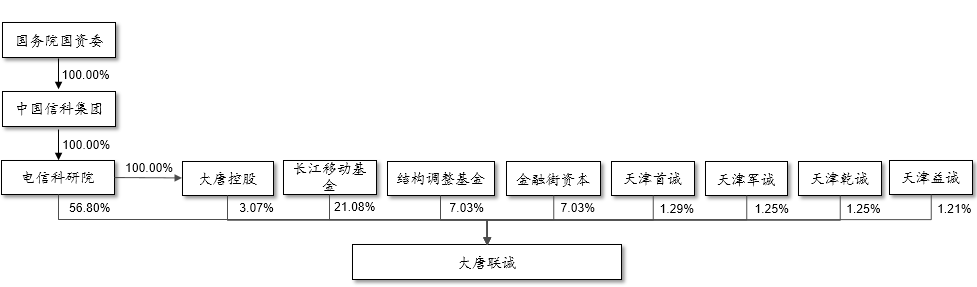 国务院国资委
100.00%
中国信科集团
100.00%
电信科研院
100.00%
大唐控股
长江移动基
金
结构调整基金
金融街资本
天津首诚
天津军诚
天津乾诚
天津益诚
56.80%
3.07%
21.08%
7.03%
7.03%
1.29%
1.25%
1.25%
1.21%
大唐联诚